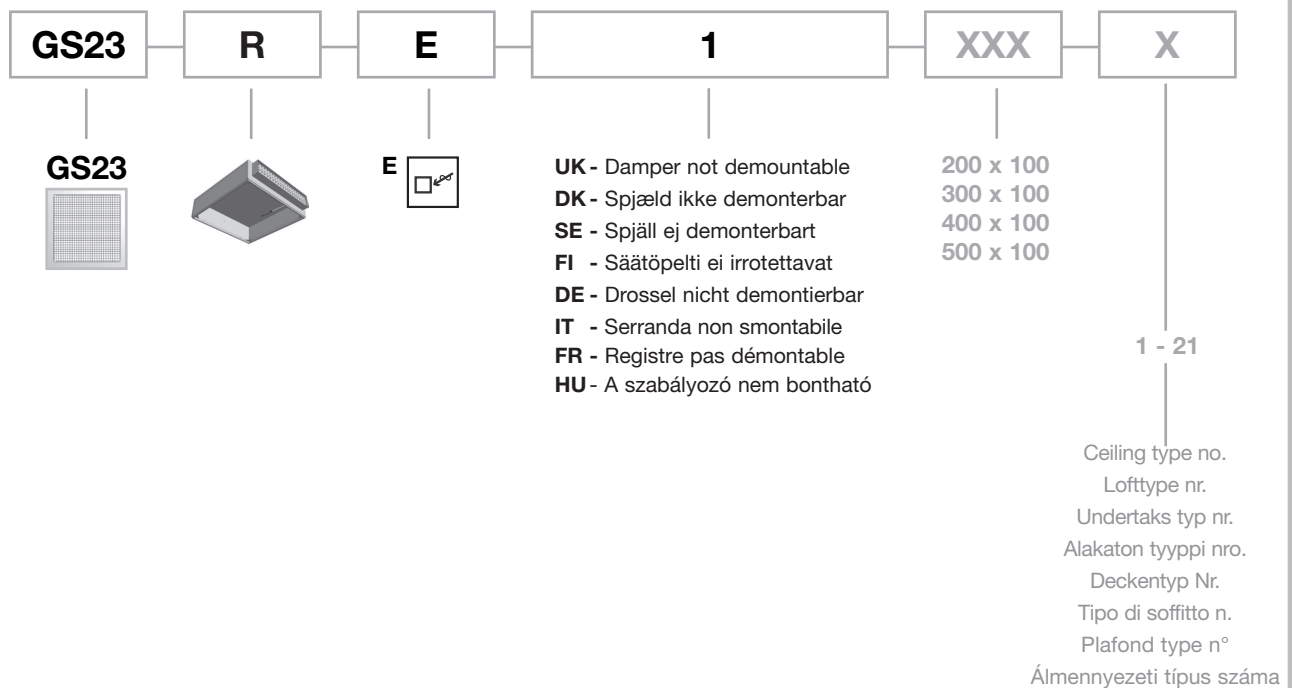 GS23 R E 1 XXX X
GS23
E
UK - Damper not demountable
DK - Spjæld ikke demonterbar
SE - Spjäll ej demonterbart
FI - Säätöpelti ei irrotettavat
DE - Drossel nicht demontierbar
IT - Serranda non smontabile
FR - Registre pas démontable
HU - A szabályozó nem bontható
200 x 100
300 x 100
400 x 100
500 x 100
1 - 21
Ceiling type no.
Lofttype nr.
Undertaks typ nr.
Alakaton tyyppi nro.
Deckentyp Nr.
Tipo di soffitto n.
Plafond type n°
Álmennyezeti típus száma